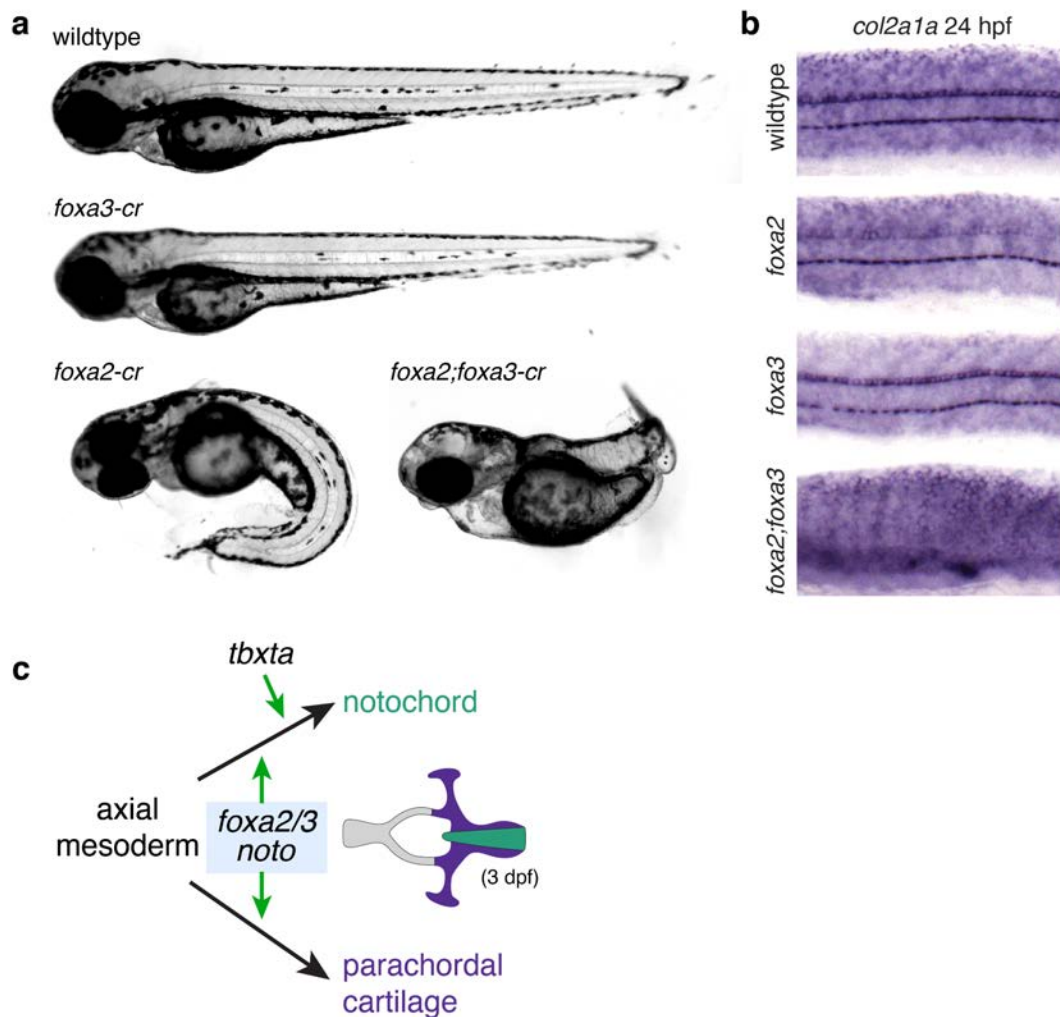 a
wildtype
foxa3-cr
foxa2-cr
foxa2;foxa3-cr
b
col2a1a 24 hpf
wildtype
foxa2
foxa3
foxa2;foxa3
c
tbxta
notochord
axial
mesoderm
foxa2/3
noto
(3 dpf)
parachordal
cartilage